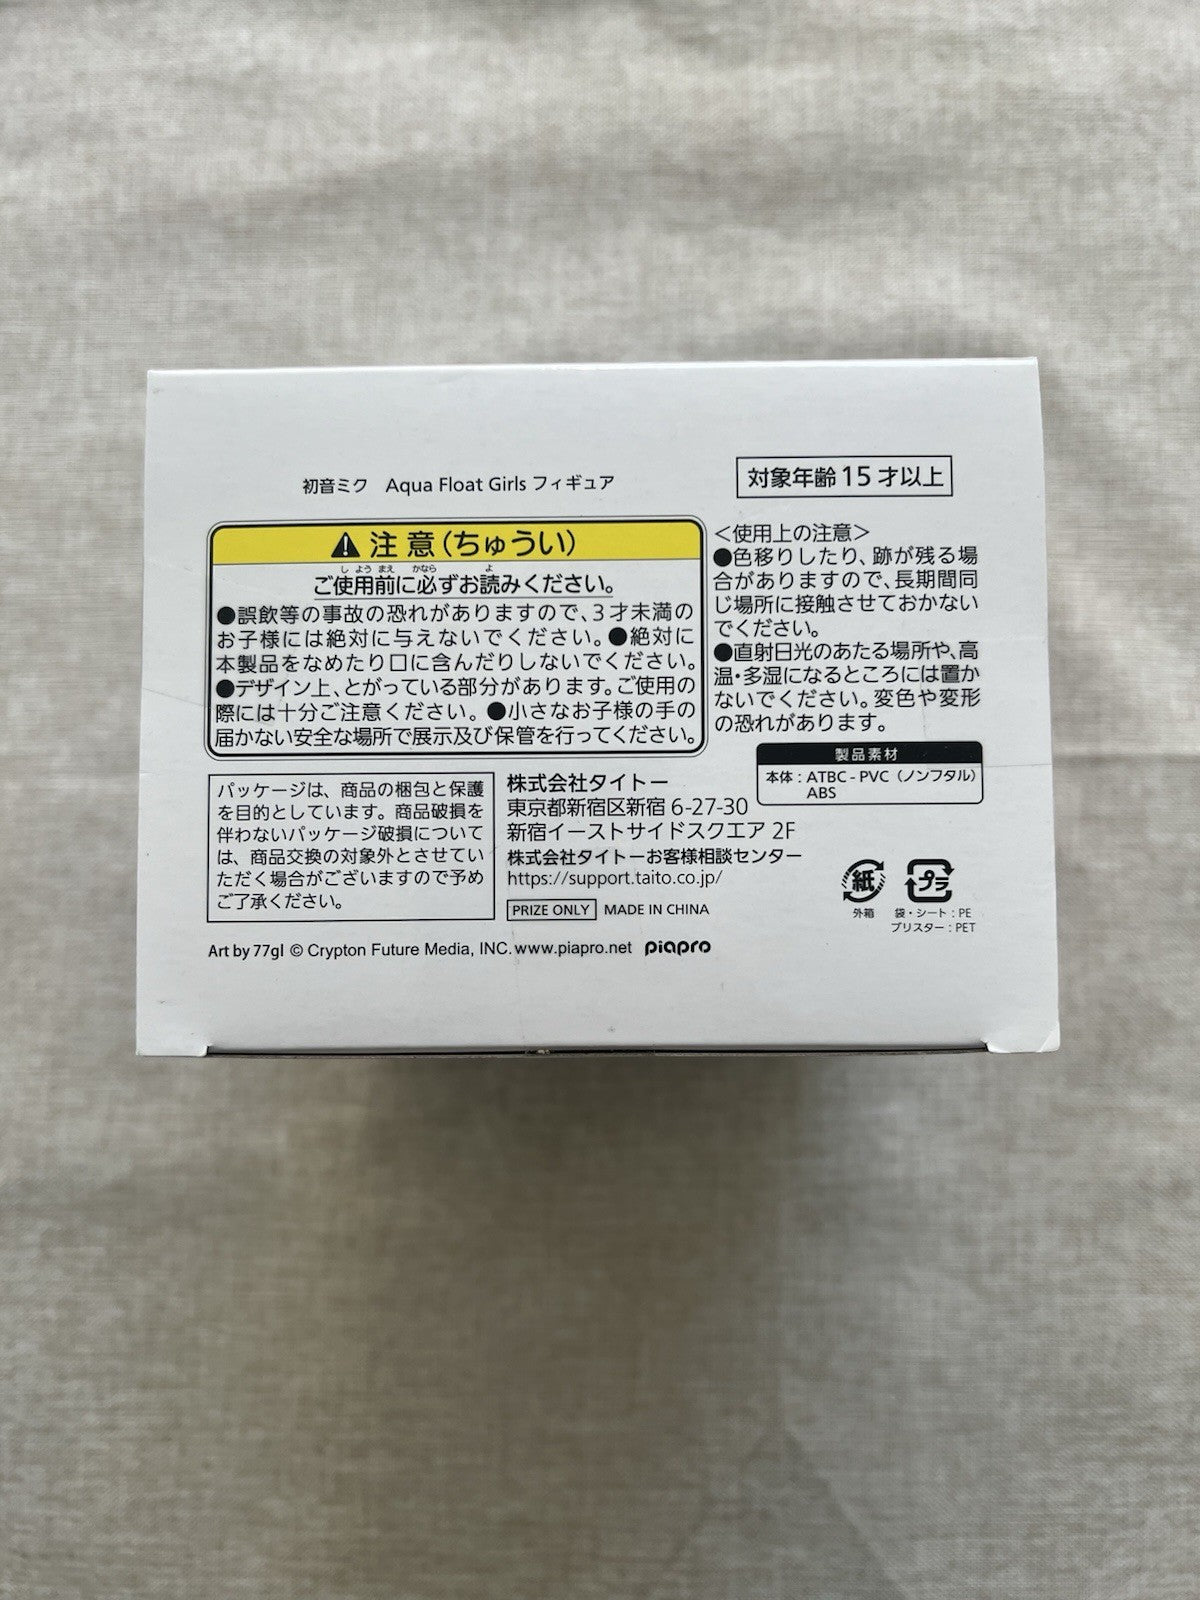 初音ミク Aqua Float Girls フィギュア
対象年齢15才以上
注意(ちゅうい)
しようまえ かなら よ
ご使用前に必ずお読みください。
●誤飲等の事故の恐れがありますので、3才未満の
お子様には絶対に与えないでください。●絶対に
本製品をなめたり口に含んだりしないでください。
●デザイン上、とがっている部分があります。ご使用の
際には十分ご注意ください。●小さなお子様の手の
届かない安全な場所で展示及び保管を行ってください。
<使用上の注意>
●色移りしたり、跡が残る場
合がありますので、長期間同
じ場所に接触させておかない
でください。
●直射日光のあたる場所や、高
温・多湿になるところには置か
ないでください。変色や変形
の恐れがあります。
製品素材
本体:ATBC-PVC(ノンフタル)
ABS
パッケージは、商品の梱包と保護
を目的としています。商品破損を
伴わないパッケージ破損について
は、商品交換の対象外とさせてい
ただく場合がございますので予め
ご了承ください。
株式会社タイトー
東京都新宿区新宿6-27-30
新宿イーストサイドスクエア 2F
株式会社タイトーお客様相談センター
https://support.taito.co.jp/
PRIZE ONLY MADE IN CHINA
紙
外箱
プラ
袋・シート:PE
ブリスター:PET
Art by 77gl © Crypton Future Media, INC. www.piapro.net piapro